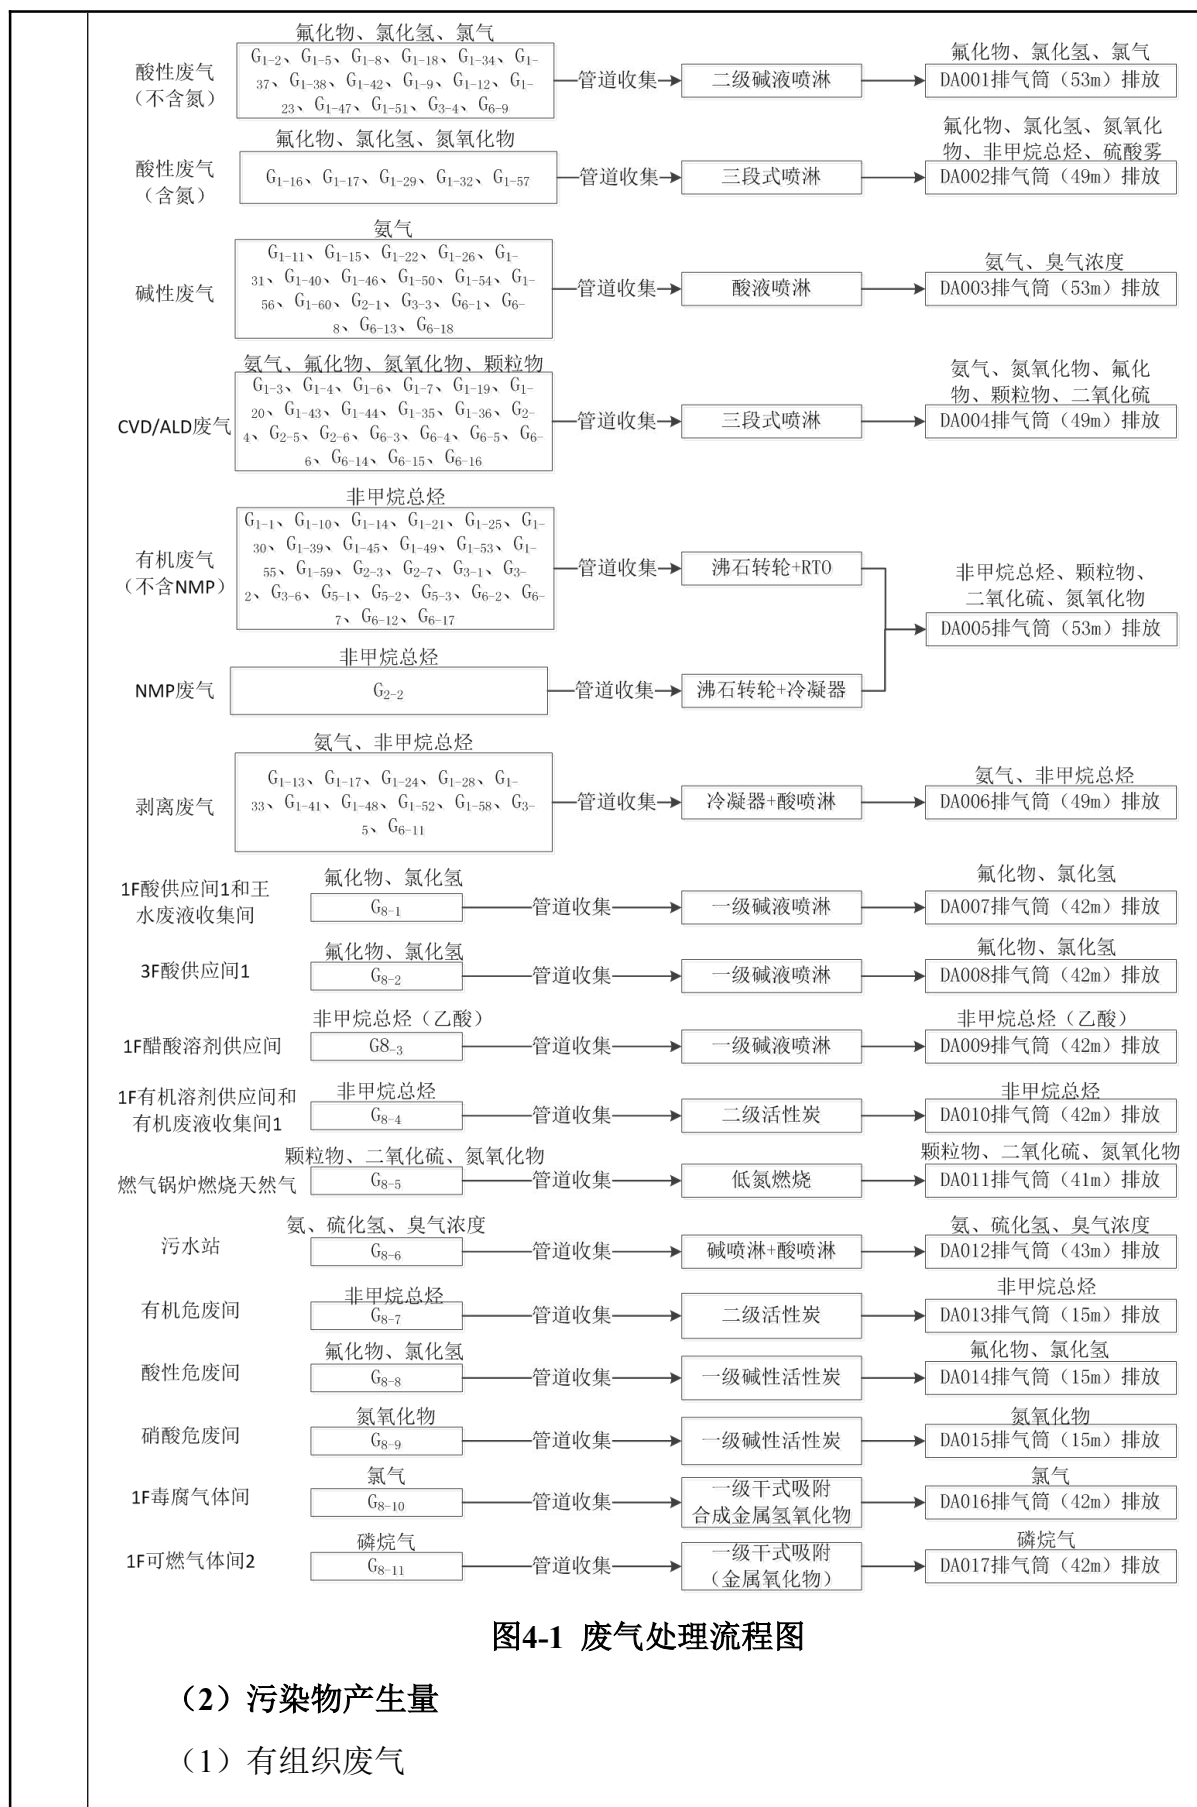 氟化物、氯化氢、氯气
酸性废气
（不含氮）
G1-2、G1-5、G1-8、G1-18、G1-34、G1-
37、G1-38、G1-42、G1-9、G1-12、G1-
23、G1-47、G1-51、G3-4、G6-9
管道收集
二级碱液喷淋
氟化物、氯化氢、氯气
DA001排气筒（53m）排放
氟化物、氯化氢、氮氧化物
酸性废气
（含氮）
G1-16、G1-17、G1-29、G1-32、G1-57
管道收集
三段式喷淋
氟化物、氯化氢、氮氧化
物、非甲烷总烃、硫酸雾
DA002排气筒（49m）排放
氨气
碱性废气
G1-11、G1-15、G1-22、G1-26、G1-
31、G1-40、G1-46、G1-50、G1-54、G1-
56、G1-60、G2-1、G3-3、G6-1、G6-
8、G6-13、G6-18
管道收集
酸液喷淋
氨气、臭气浓度
DA003排气筒（53m）排放
氨气、氟化物、氮氧化物、颗粒物
CVD/ALD废气
G1-3、G1-4、G1-6、G1-7、G1-19、G1-
20、G1-43、G1-44、G1-35、G1-36、G2-
4、G2-5、G2-6、G6-3、G6-4、G6-5、G6-
6、G6-14、G6-15、G6-16
管道收集
三段式喷淋
氨气、氮氧化物、氟化
物、颗粒物、二氧化硫
DA004排气筒（49m）排放
非甲烷总烃
有机废气
（不含NMP）
G1-1、G1-10、G1-14、G1-21、G1-25、G1-
30、G1-39、G1-45、G1-49、G1-53、G1-
55、G1-59、G2-3、G2-7、G3-1、G3-
2、G3-6、G5-1、G5-2、G5-3、G6-2、G6-
7、G6-12、G6-17
管道收集
沸石转轮+RTO
非甲烷总烃、颗粒物、
二氧化硫、氮氧化物
DA005排气筒（53m）排放
非甲烷总烃
NMP废气
G2-2
管道收集
沸石转轮+冷凝器
氨气、非甲烷总烃
剥离废气
G1-13、G1-17、G1-24、G1-28、G1-
33、G1-41、G1-48、G1-52、G1-58、G3-
5、G6-11
管道收集
冷凝器+酸喷淋
氨气、非甲烷总烃
DA006排气筒（49m）排放
1F酸供应间1和王
水废液收集间
氟化物、氯化氢
G8-1
管道收集
一级碱液喷淋
氟化物、氯化氢
DA007排气筒（42m）排放
3F酸供应间1
氟化物、氯化氢
G8-2
管道收集
一级碱液喷淋
氟化物、氯化氢
DA008排气筒（42m）排放
1F醋酸溶剂供应间
非甲烷总烃（乙酸）
G8-3
管道收集
一级碱液喷淋
非甲烷总烃（乙酸）
DA009排气筒（42m）排放
1F有机溶剂供应间和
有机废液收集间1
非甲烷总烃
G8-4
管道收集
二级活性炭
非甲烷总烃
DA010排气筒（42m）排放
燃气锅炉燃烧天然气
颗粒物、二氧化硫、氮氧化物
G8-5
管道收集
低氮燃烧
颗粒物、二氧化硫、氮氧化物
DA011排气筒（41m）排放
污水站
氨、硫化氢、臭气浓度
G8-6
管道收集
碱喷淋+酸喷淋
氨、硫化氢、臭气浓度
DA012排气筒（43m）排放
有机危废间
非甲烷总烃
G8-7
管道收集
二级活性炭
非甲烷总烃
DA013排气筒（15m）排放
酸性危废间
氟化物、氯化氢
G8-8
管道收集
一级碱性活性炭
氟化物、氯化氢
DA014排气筒（15m）排放
硝酸危废间
氮氧化物
G8-9
管道收集
一级碱性活性炭
氮氧化物
DA015排气筒（15m）排放
1F毒腐气体间
氯气
G8-10
管道收集
一级干式吸附
合成金属氢氧化物
氯气
DA016排气筒（42m）排放
1F可燃气体间2
磷烷气
G8-11
管道收集
一级干式吸附
（金属氧化物）
磷烷气
DA017排气筒（42m）排放
图4-1 废气处理流程图
（2）污染物产生量
（1）有组织废气